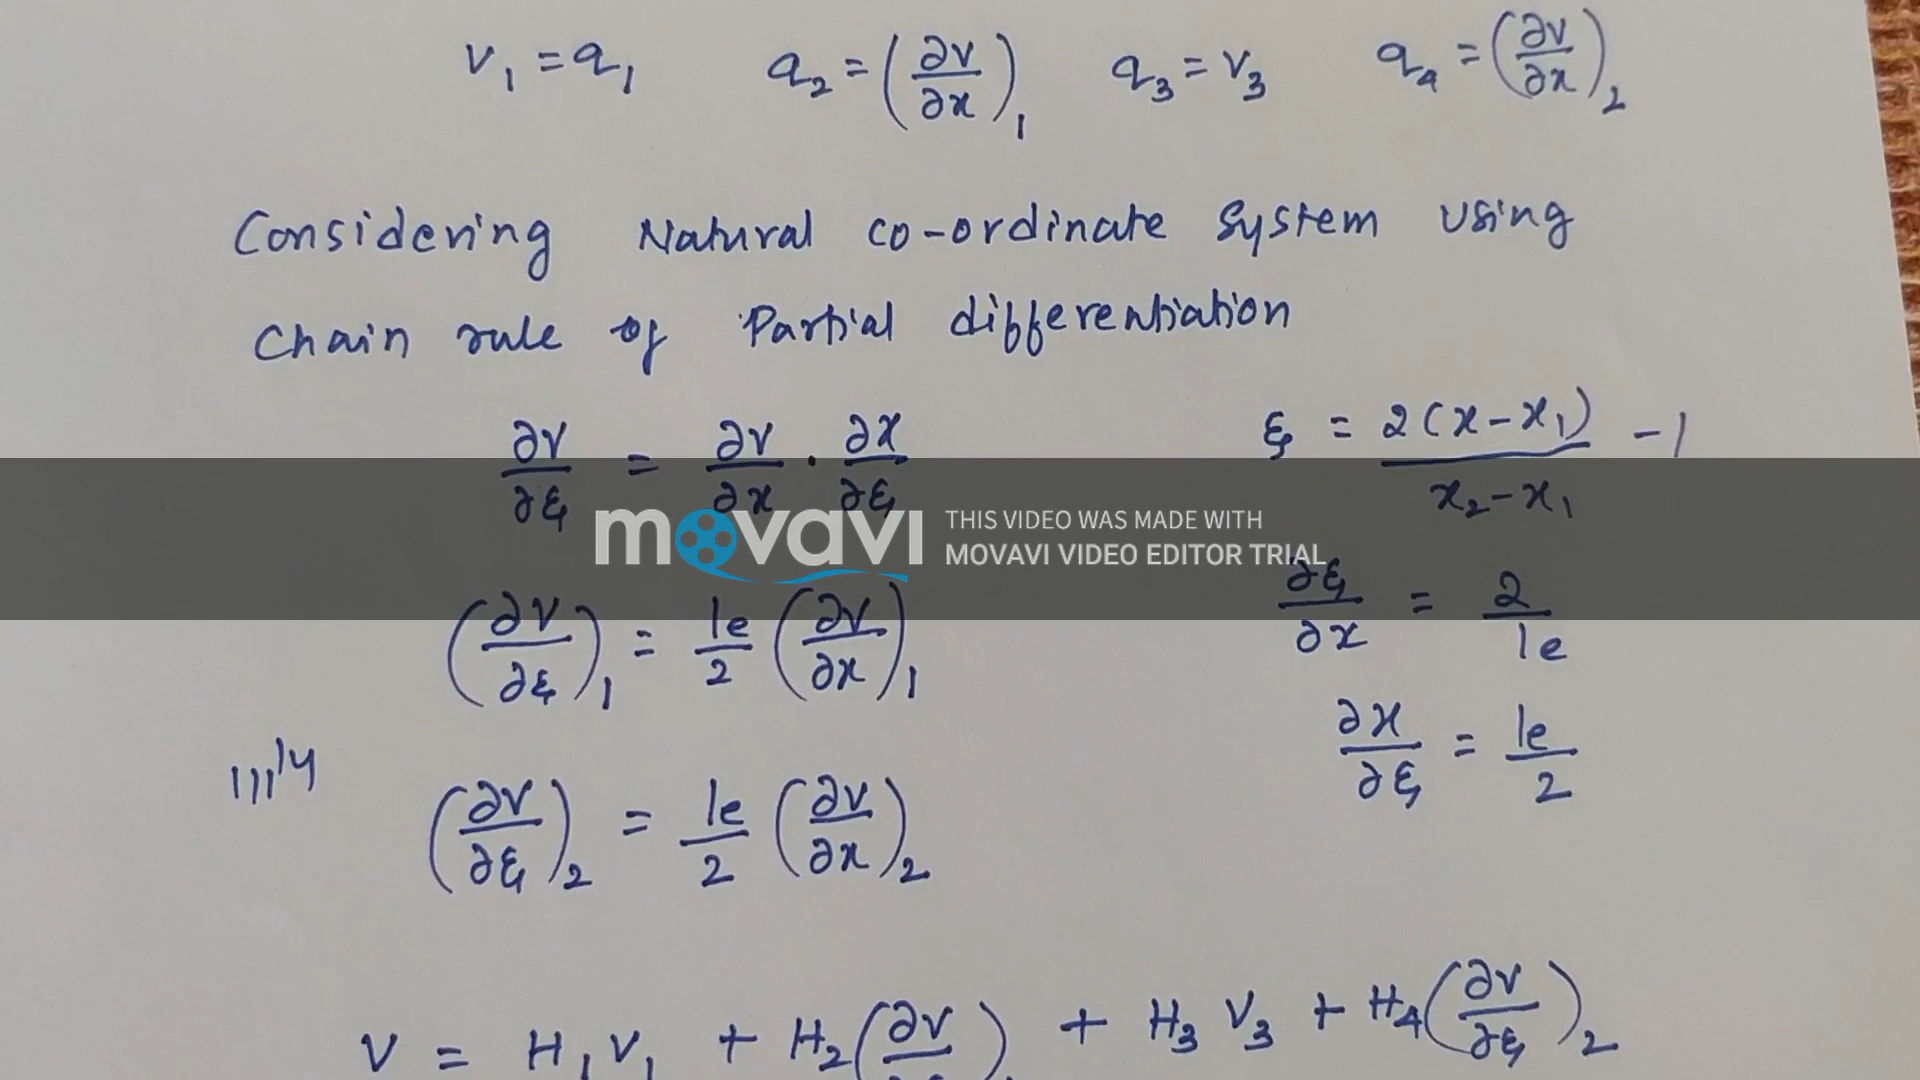 v₁ = q₁ q₂ = (∂v/∂x)₁ q₃ = v₃ q₄ = (∂v/∂x)₂
Considering Natural co-ordinate System Using
Chain rule of Partial differentiation
∂v/∂ξ = ∂v/∂x · ∂x/∂ξ ξ = 2(x-x₁)/(x₂-x₁) - 1
movavi THIS VIDEO WAS MADE WITH
MOVAVI VIDEO EDITOR TRIAL
(∂v/∂ξ)₁ = le/2 (∂v/∂x)₁ ∂ξ/∂x = 2/le
∂x/∂ξ = le/2
|||ly (∂v/∂ξ)₂ = le/2 (∂v/∂x)₂
v = H₁v₁ + H₂(∂v + H₃ v₃ + H₄(∂v/∂ξ)₂